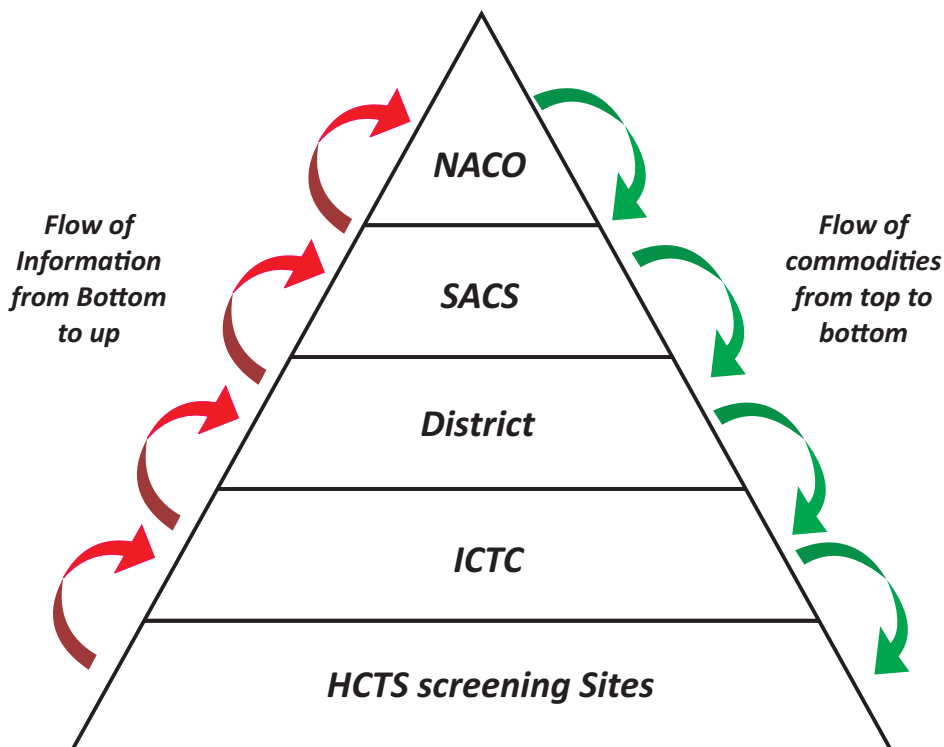 NACO
SACS
District
ICTC
HCTS screening Sites
Flow of
Information
from Bottom
to up
Flow of
commodities
from top to
bottom